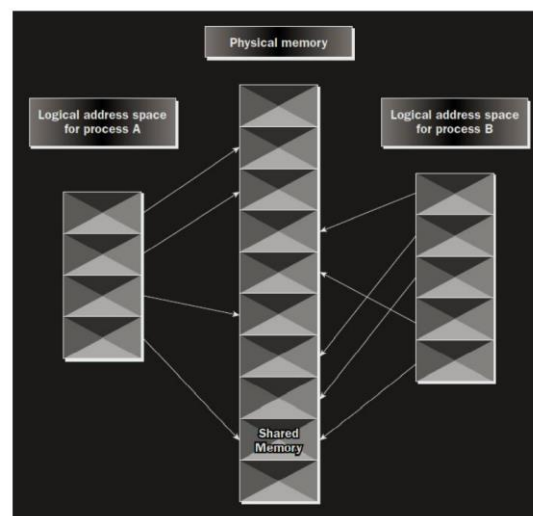 Physical memory
Logical address space
for process A
Logical address space
for process B
Shared
Memory